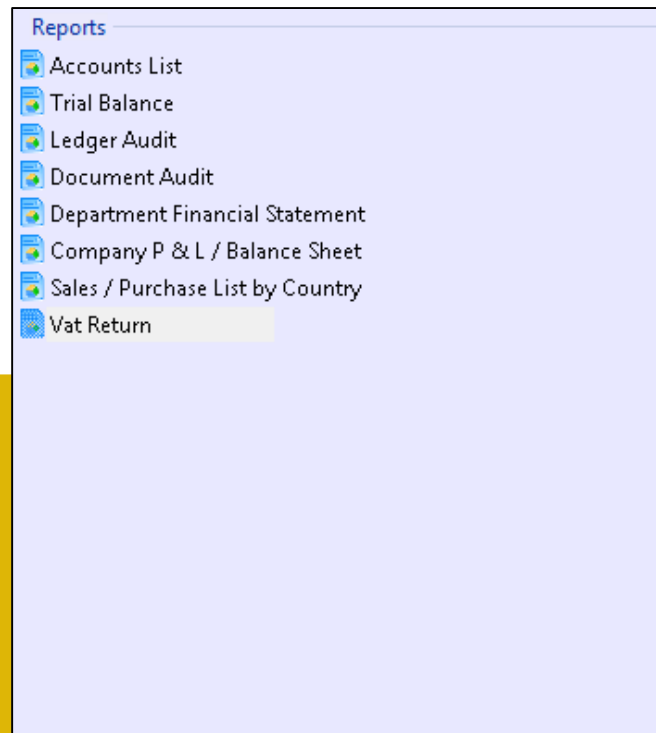 Reports
Accounts List
Trial Balance
Ledger Audit
Document Audit
Department Financial Statement
Company P & L / Balance Sheet
Sales / Purchase List by Country
Vat Return